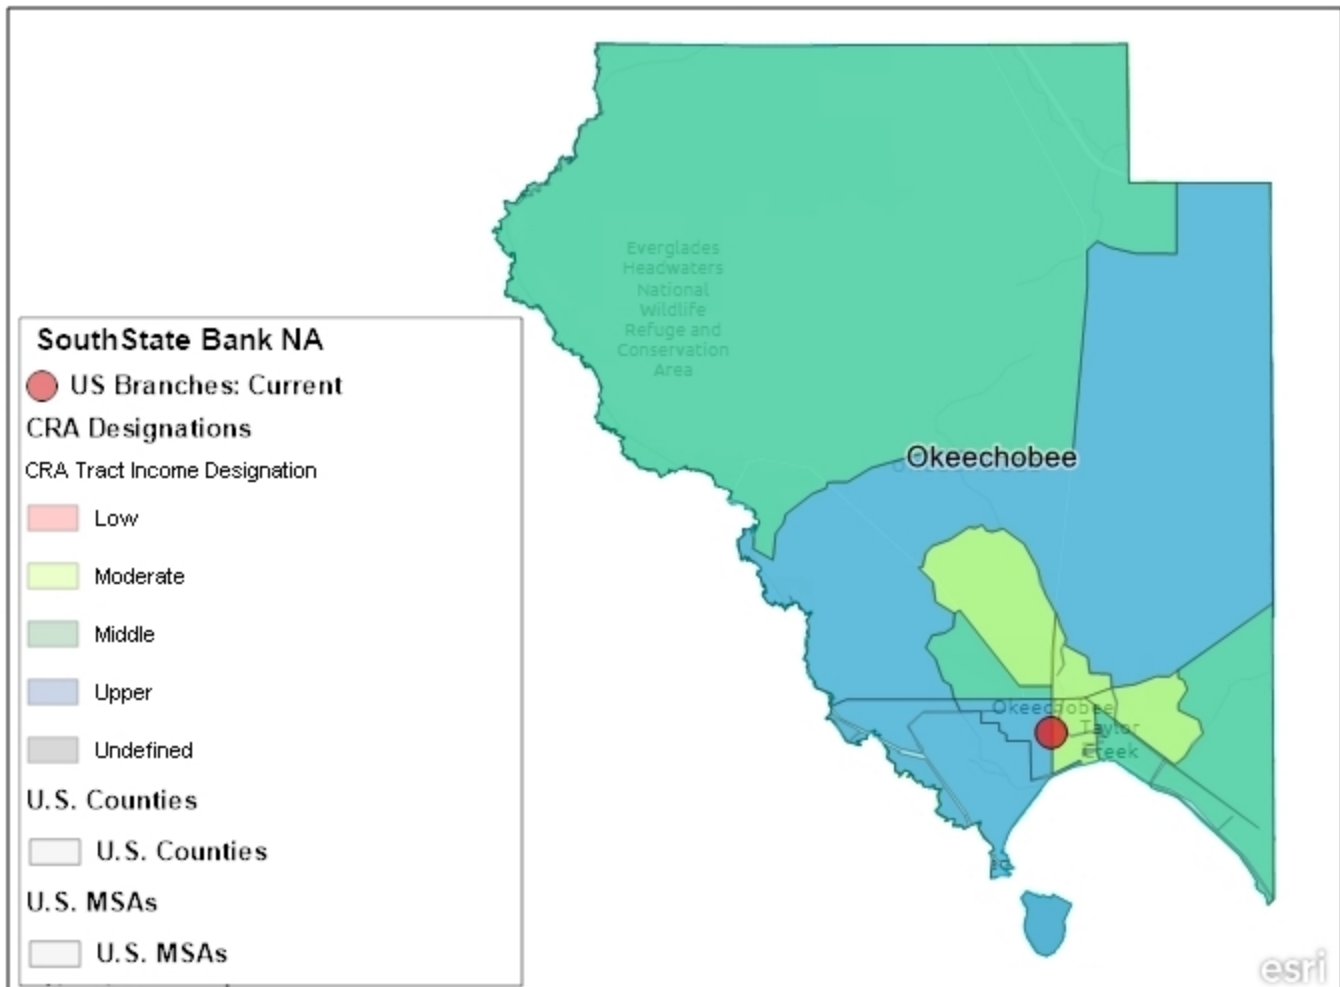 Everglades
Headwaters
National
Wildlife
Refuge and
Conservation
Area
SouthState Bank NA
US Branches: Current
CRA Designations
CRA Tract Income Designation
Low
Moderate
Middle
Upper
Undefined
U.S. Counties
U.S. Counties
U.S. MSAs
U.S. MSAs
Okeechobee
Okeechobee
Taylor
Creek
esri